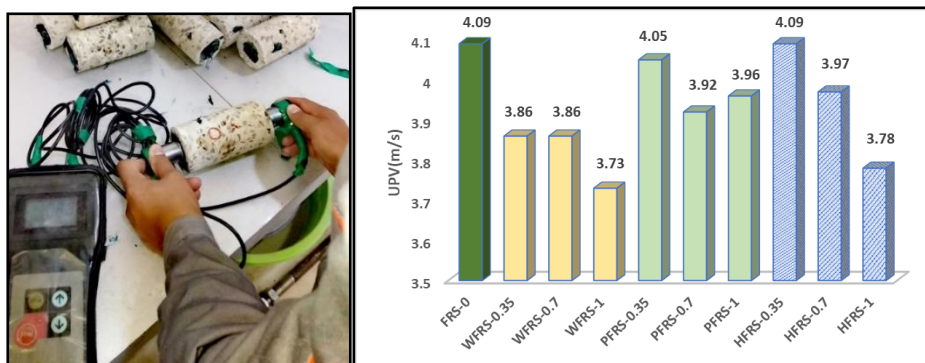 4.09
4.09
4.05
3.97
3.96
3.92
3.86
3.86
3.78
3.73
4.1
4
3.9
3.8
3.7
3.6
3.5
UPV(m/s)
FRS-0
WFRS-0.35
WFRS-0.7
WFRS-1
PFRS-0.35
PFRS-0.7
PFRS-1
HFRS-0.35
HFRS-0.7
HFRS-1